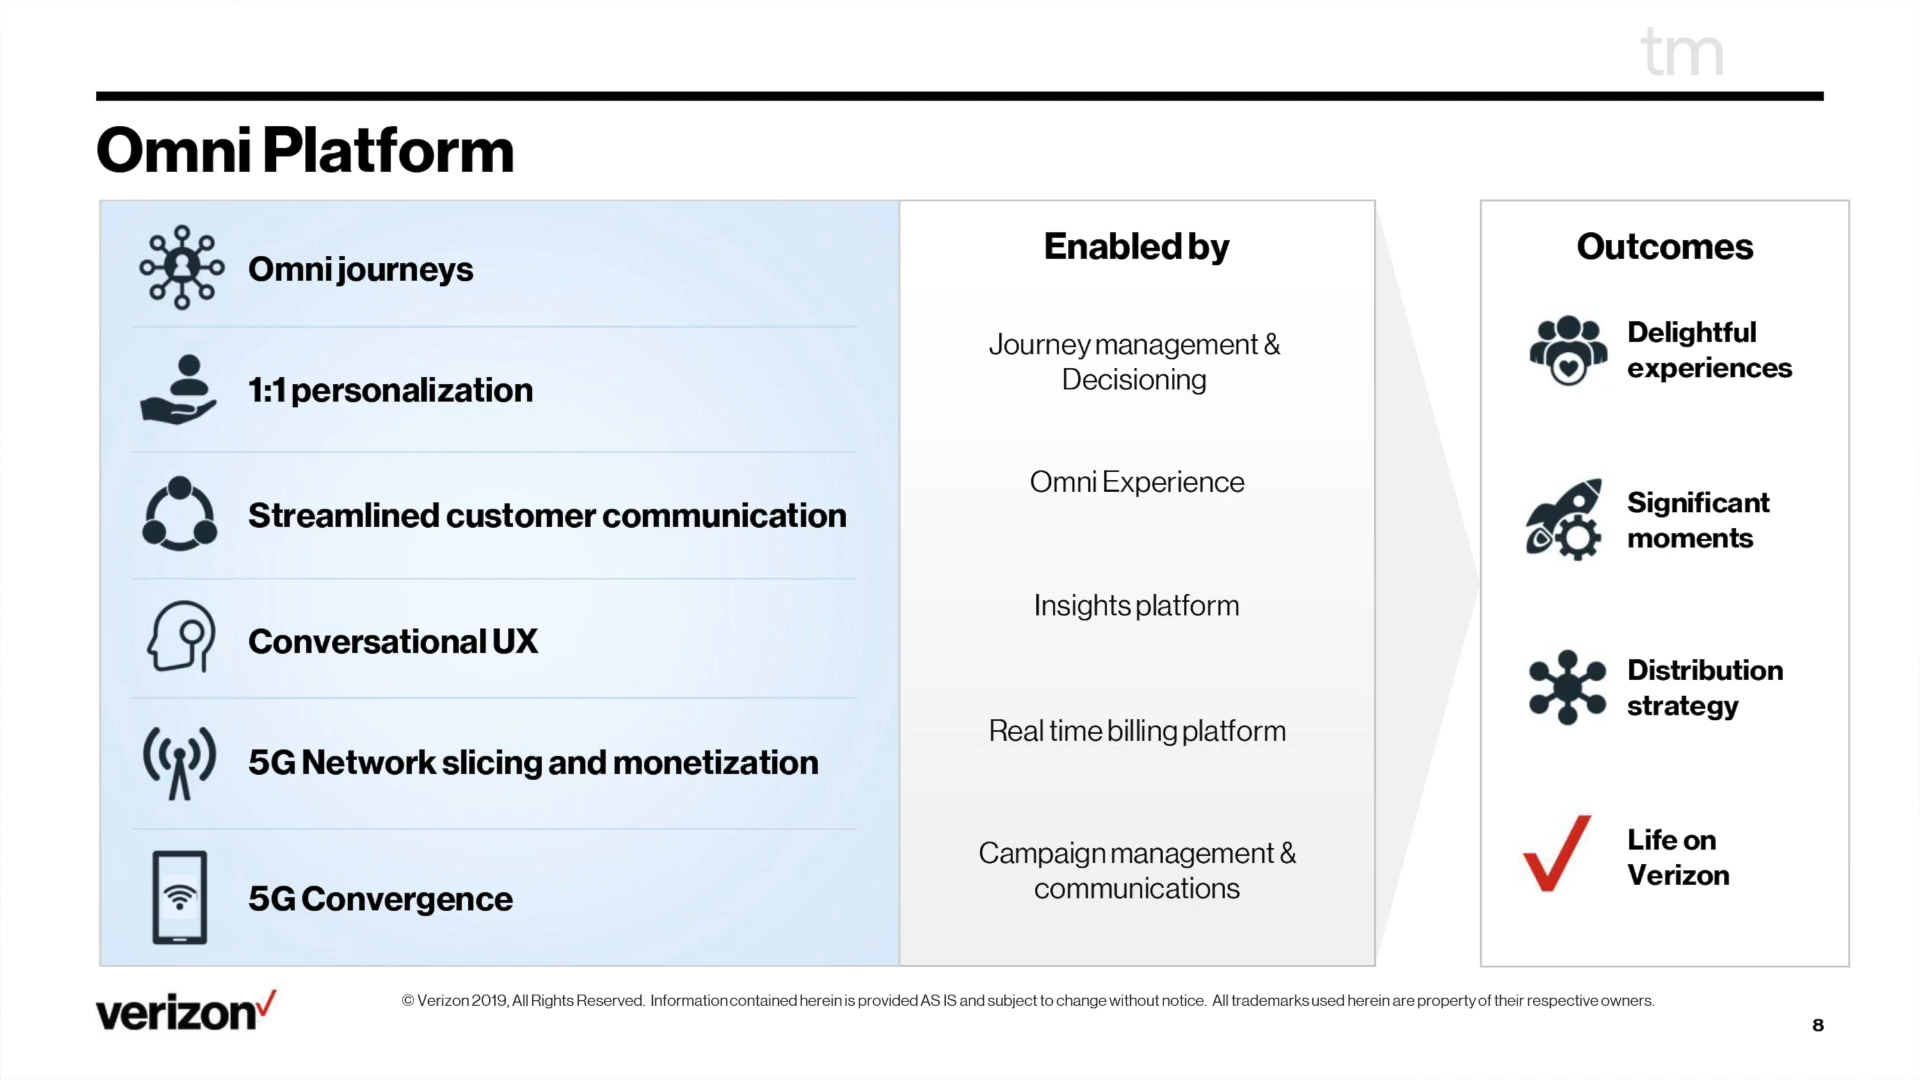 tm
Omni Platform
Omni journeys
1:1 personalization
Streamlined customer communication
Conversational UX
5G Network slicing and monetization
5G Convergence
Enabled by
Journey management &
Decisioning
Omni Experience
Insights platform
Real time billing platform
Campaign management &
communications
Outcomes
Delightful
experiences
Significant
moments
Distribution
strategy
Life on
Verizon
verizon
© Verizon 2019, All Rights Reserved. Information contained herein is provided AS IS and subject to change without notice. All trademarks used herein are property of their respective owners.
8